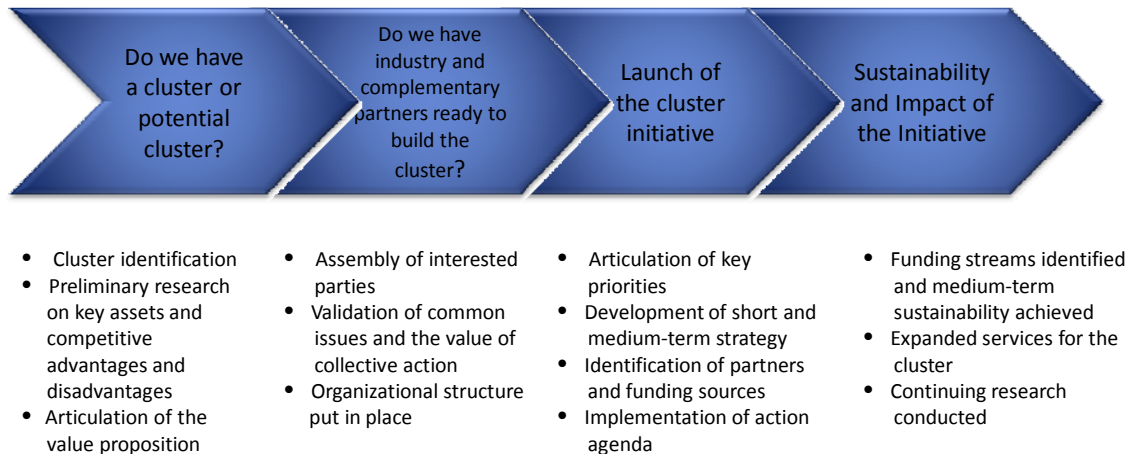 Do we have
a cluster or
potential
cluster?
Do we have
industry and
complementary
partners ready to
build the
cluster?
Launch of
the cluster
initiative
Sustainability
and Impact of
the Initiative
• Cluster identification
• Preliminary research
on key assets and
competitive
advantages and
disadvantages
• Articulation of the
value proposition
• Assembly of interested
parties
• Validation of common
issues and the value of
collective action
• Organizational structure
put in place
• Articulation of key
priorities
• Development of short and
medium-term strategy
• Identification of partners
and funding sources
• Implementation of action
agenda
• Funding streams identified
and medium-term
sustainability achieved
• Expanded services for the
cluster
• Continuing research
conducted